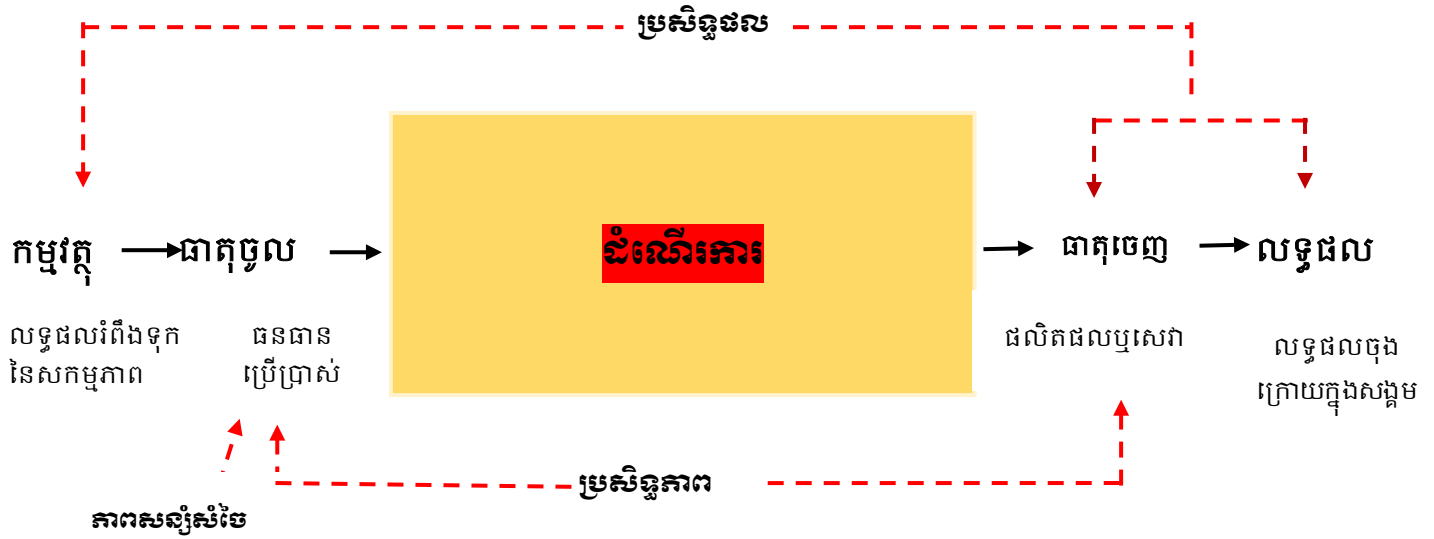 ប្រសិទ្ធផល
កម្មវត្ថុ
ធាតុចូល
ដំណើរការ
ធាតុចេញ
លទ្ធផល
លទ្ធផលរំពឹងទុក
នៃសកម្មភាព
ធនធាន
ប្រើប្រាស់
ផលិតផលឬសេវា
លទ្ធផលចុង
ក្រោយក្នុងសង្គម
ប្រសិទ្ធភាព
ភាពសន្សំសំចៃ